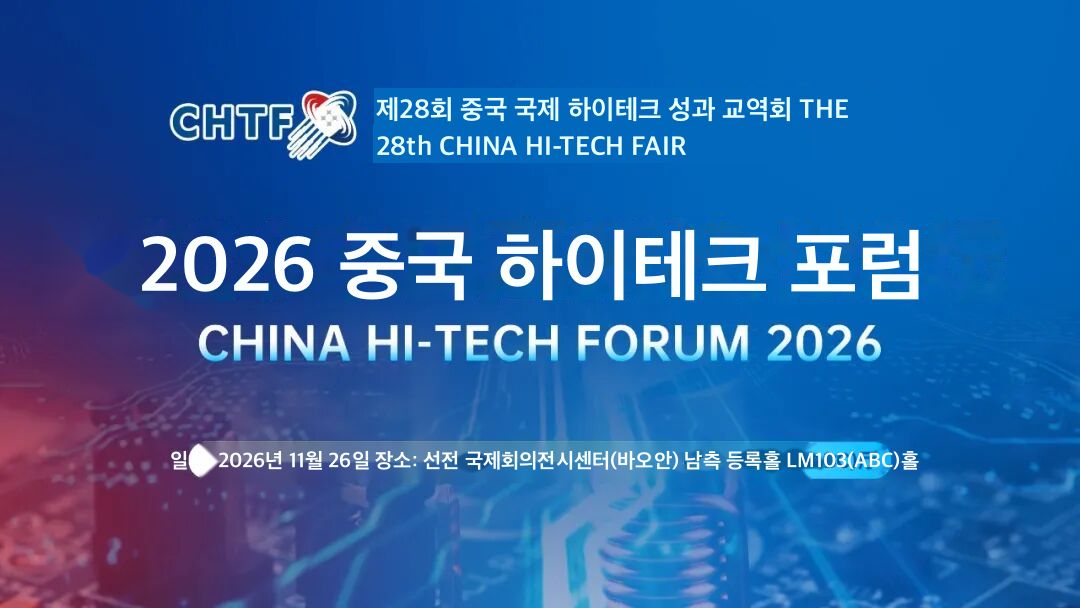 CHTF
제28회 중국 국제 하이테크 성과 교역회 THE
28th CHINA HI-TECH FAIR
2026 중국 하이테크 포럼
CHINA HI-TECH FORUM 2026
일 2026년 11월 26일 장소: 선전 국제회의전시센터(바오안) 남측 등록홀 LM103(ABC)홀